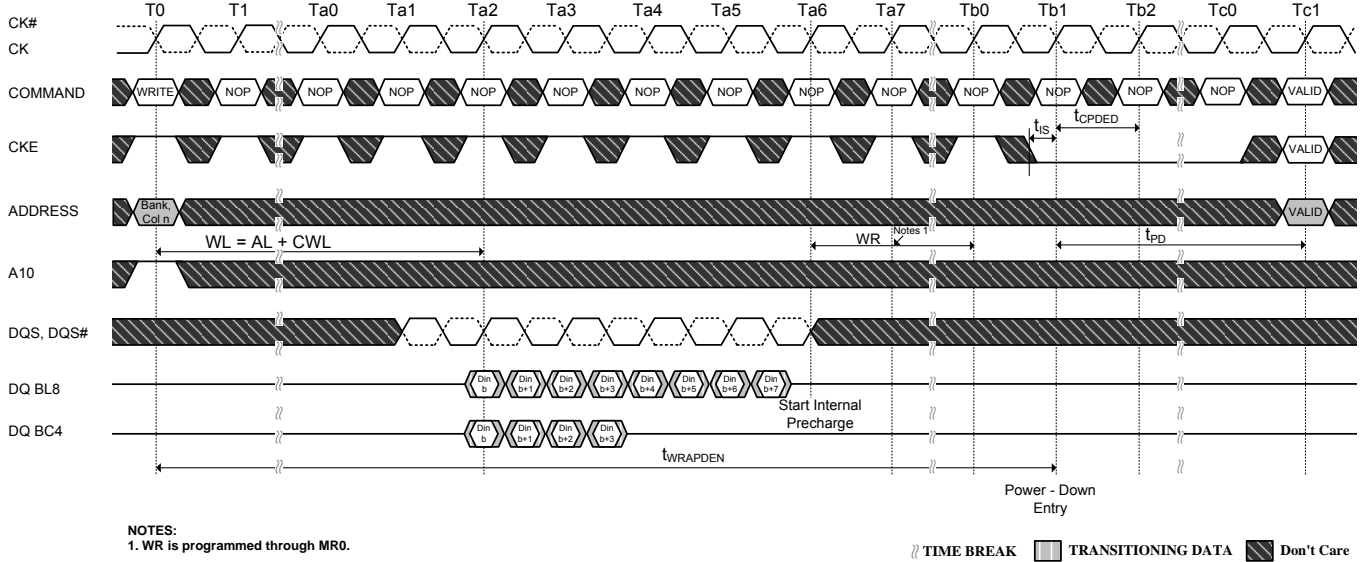 T0 T1 Ta0 Ta1 Ta2 Ta3 Ta4 Ta5 Ta6 Ta7 Tb0 Tb1 Tb2 Tc0 Tc1
CK#
CK
COMMAND WRITE NOP NOP NOP NOP NOP NOP NOP NOP NOP NOP NOP NOP NOP VALID
tIS tCPDED
CKE VALID
ADDRESS Bank, Col n VALID
WL = AL + CWL WR Notes 1 tPD
A10
DQS, DQS#
DQ BL8 Din b Din b+1 Din b+2 Din b+3 Din b+4 Din b+5 Din b+6 Din b+7
Start Internal
Precharge
DQ BC4 Din b Din b+1 Din b+2 Din b+3
tWRAPDEN
Power - Down
Entry
NOTES:
1. WR is programmed through MR0.
TIME BREAK TRANSITIONING DATA Don't Care